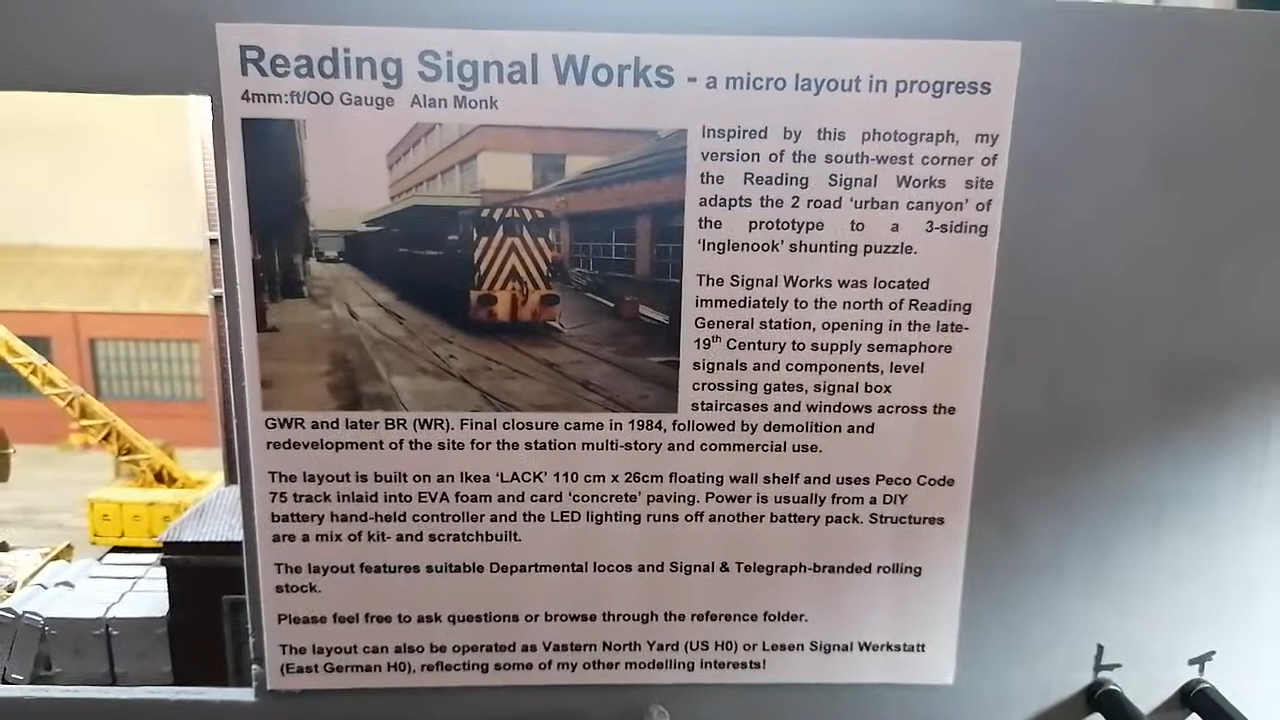 Reading Signal Works - a micro layout in progress
4mm:ft/OO Gauge Alan Monk
Inspired by this photograph, my
version of the south-west corner of
the Reading Signal Works site
adapts the 2 road ‘urban canyon’ of
the prototype to a 3-siding
‘Inglenook’ shunting puzzle.
The Signal Works was located
immediately to the north of Reading
General station, opening in the late-
19th Century to supply semaphore
signals and components, level
crossing gates, signal box
staircases and windows across the
GWR and later BR (WR). Final closure came in 1984, followed by demolition and
redevelopment of the site for the station multi-story and commercial use.
The layout is built on an Ikea ‘LACK’ 110 cm x 26cm floating wall shelf and uses Peco Code
75 track inlaid into EVA foam and card ‘concrete’ paving. Power is usually from a DIY
battery hand-held controller and the LED lighting runs off another battery pack. Structures
are a mix of kit- and scratchbuilt.
The layout features suitable Departmental locos and Signal & Telegraph-branded rolling
stock.
Please feel free to ask questions or browse through the reference folder.
The layout can also be operated as Vastern North Yard (US H0) or Lesen Signal Werkstatt
(East German H0), reflecting some of my other modelling interests!
L T